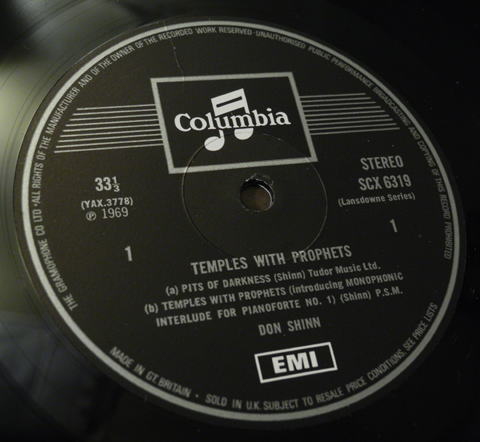 THE GRAMOPHONE CO LTD · ALL RIGHTS OF THE MANUFACTURER AND OF THE OWNER OF THE RECORDED WORK RESERVED · UNAUTHORISED PUBLIC PERFORMANCE BROADCASTING AND COPYING OF THIS RECORD PROHIBITED
Columbia
33⅓
STEREO
(YAX.3778)
SCX 6319
℗ 1969
(Lansdowne Series)
1
1
TEMPLES WITH PROPHETS
(a) PITS OF DARKNESS (Shinn) Tudor Music Ltd.
(b) TEMPLES WITH PROPHETS (introducing MONOPHONIC
INTERLUDE FOR PIANOFORTE NO. 1) (Shinn) P.S.M.
DON SHINN
EMI
MADE IN GT. BRITAIN · SOLD IN U.K. SUBJECT TO RESALE PRICE CONDITIONS, SEE PRICE LISTS